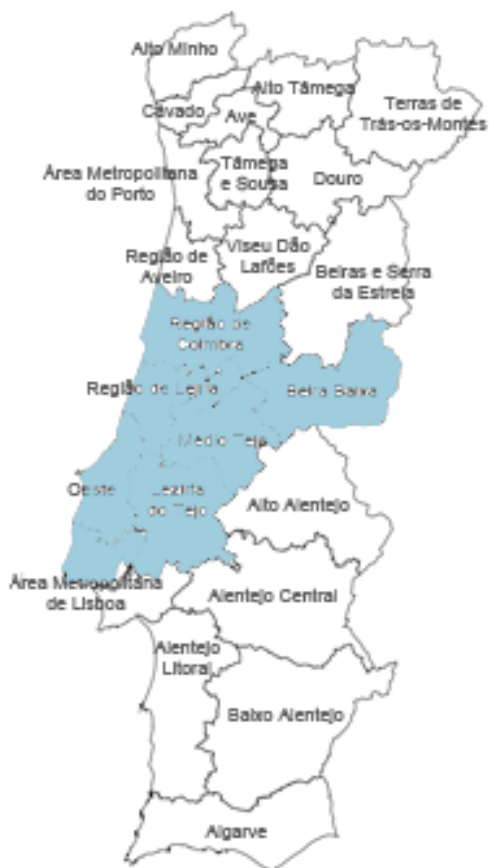 Alto Minho
Alto Tâmega
Terras de
Trás-os-Montes
Cávado
Ave
Área Metropolitana
do Porto
Tâmega
e Sousa
Douro
Região de
Aveiro
Viseu Dão
Lafões
Beiras e Serra
da Estrela
Região de
Coimbra
Região de Leiria
Beira Baixa
Médio Tejo
Oeste
Lezíria
do Tejo
Alto Alentejo
Área Metropolitana
de Lisboa
Alentejo Central
Alentejo
Litoral
Baixo Alentejo
Algarve